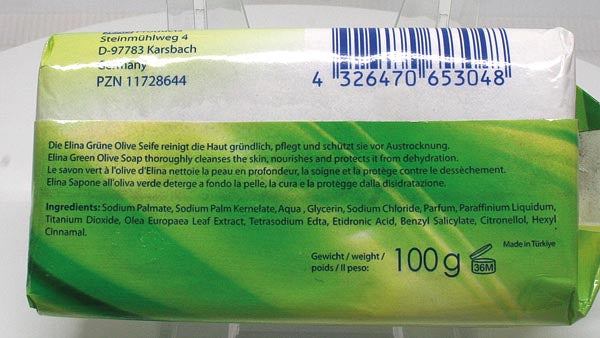 Steinmühlweg 4
D-97783 Karsbach
Germany
PZN 11728644
4 326470 653048
Die Elina Grüne Olive Seife reinigt die Haut gründlich, pflegt und schützt sie vor Austrocknung.
Elina Green Olive Soap thoroughly cleanses the skin, nourishes and protects it from dehydration.
Le savon vert à l'olive d'Elina nettoie la peau en profondeur, la soigne et la protège contre le dessèchement.
Elina Sapone all'oliva verde deterge a fondo la pelle, la cura e la protègge dalla disidratazione.
Ingredients: Sodium Palmate, Sodium Palm Kernelate, Aqua , Glycerin, Sodium Chloride, Parfum, Paraffinium Liquidum,
Titanium Dioxide, Olea Europaea Leaf Extract, Tetrasodium Edta, Etidronic Acid, Benzyl Salicylate, Citronellol, Hexyl
Cinnamal.
Made in Türkiye
Gewicht / weight /
poids / Il peso:
100 g
36M